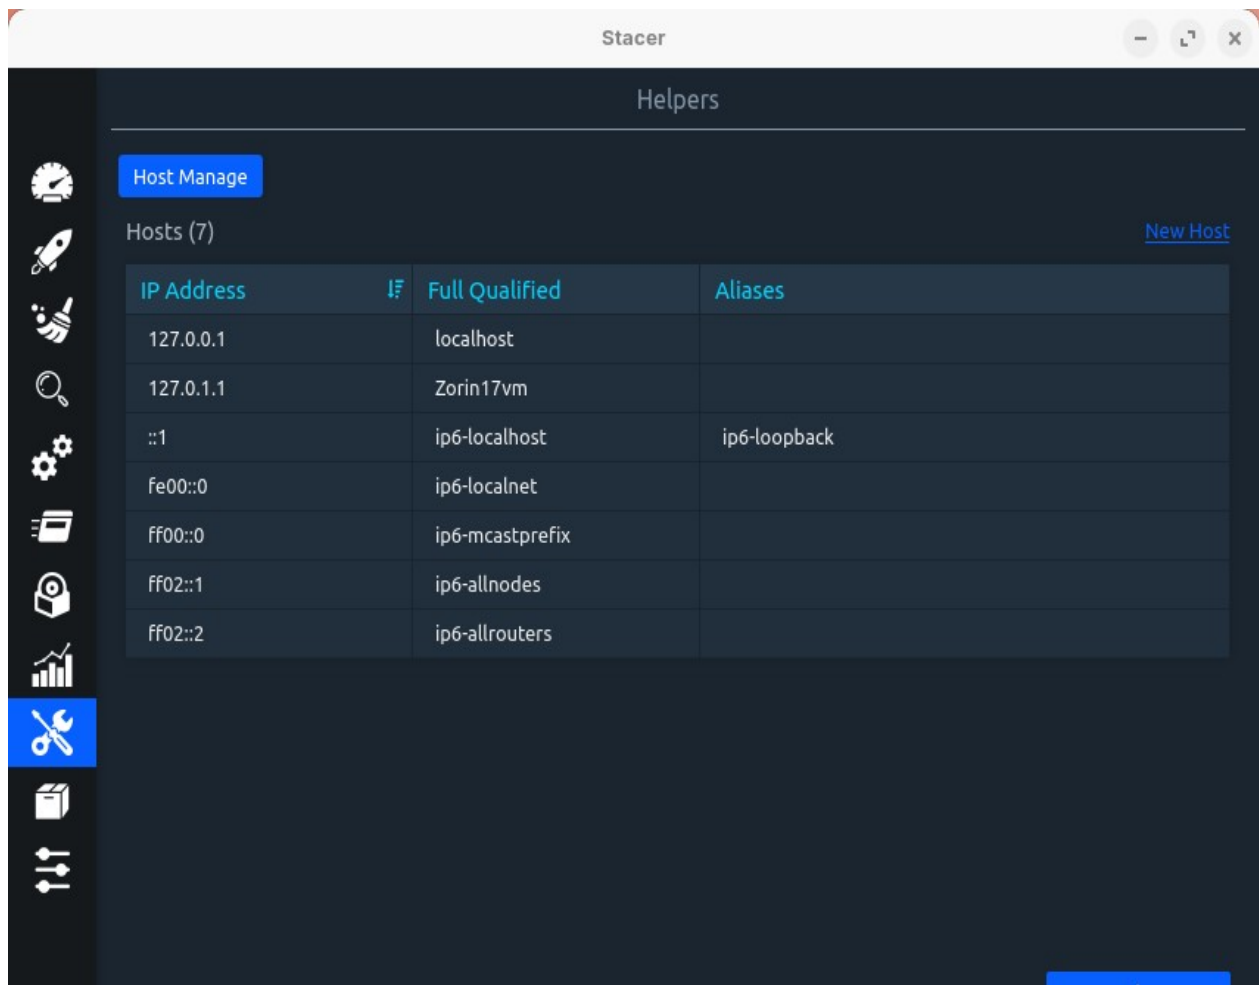 Stacer
Helpers
Host Manage
Hosts (7)
New Host
IP Address Full Qualified Aliases
127.0.0.1 localhost
127.0.1.1 Zorin17vm
::1 ip6-localhost ip6-loopback
fe00::0 ip6-localnet
ff00::0 ip6-mcastprefix
ff02::1 ip6-allnodes
ff02::2 ip6-allrouters